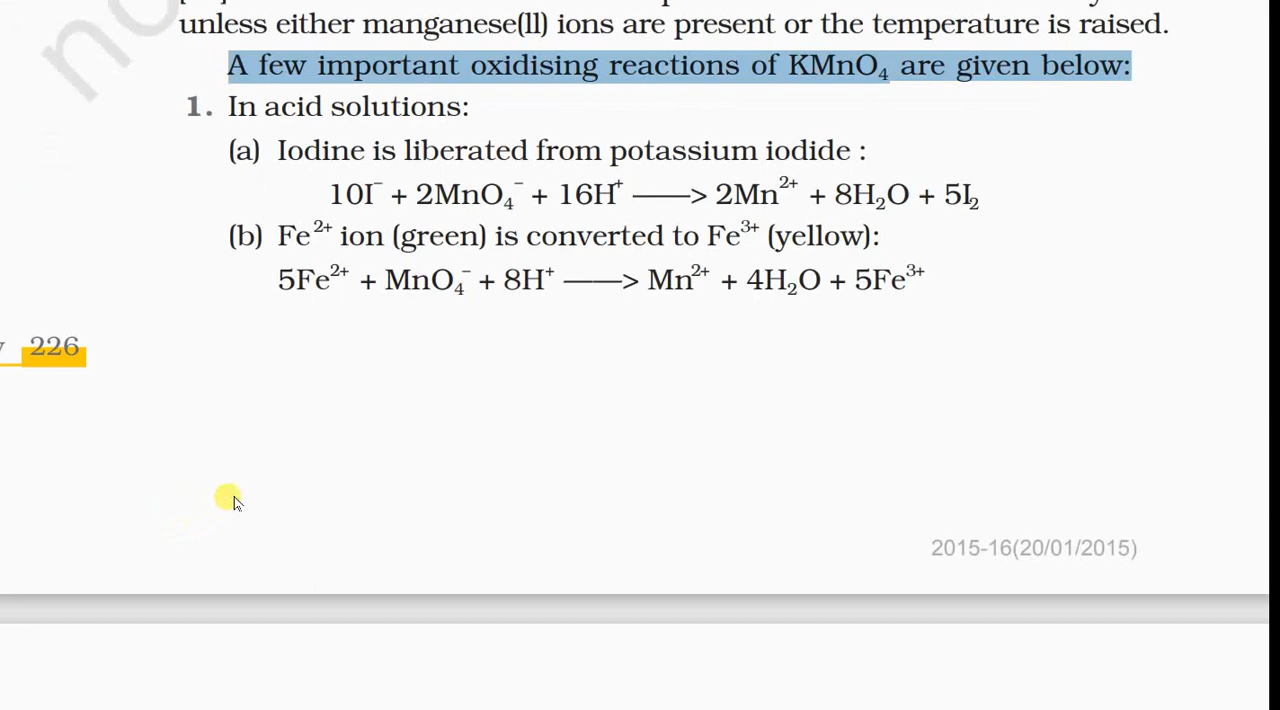 unless either manganese(ll) ions are present or the temperature is raised.
A few important oxidising reactions of KMnO₄ are given below:
1. In acid solutions:
(a) Iodine is liberated from potassium iodide :
10I⁻ + 2MnO₄⁻ + 16H⁺ ——> 2Mn²⁺ + 8H₂O + 5I₂
(b) Fe²⁺ ion (green) is converted to Fe³⁺ (yellow):
5Fe²⁺ + MnO₄⁻ + 8H⁺ ——> Mn²⁺ + 4H₂O + 5Fe³⁺
226
2015-16(20/01/2015)